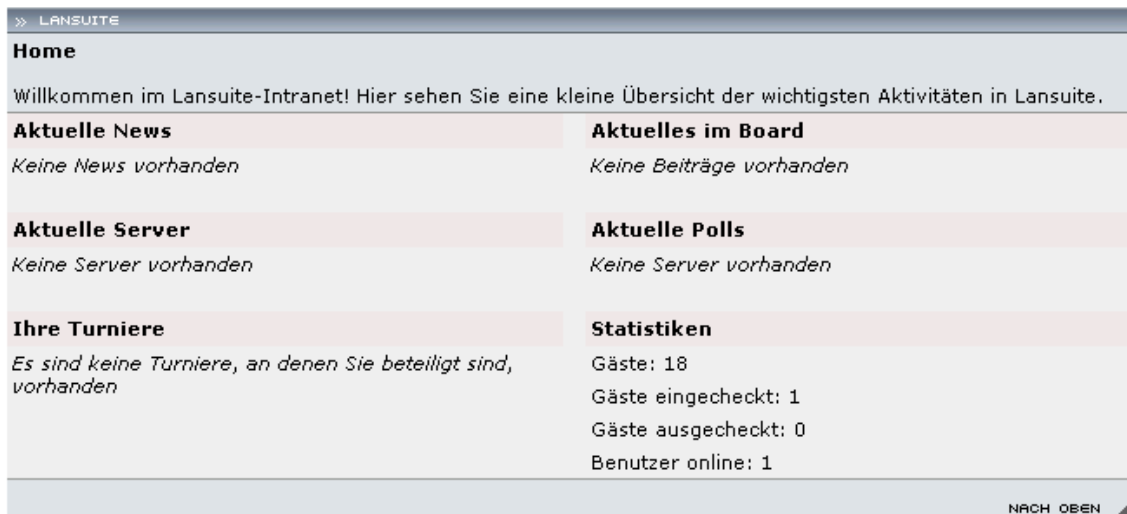 » LANSUITE
Home
Willkommen im Lansuite-Intranet! Hier sehen Sie eine kleine Übersicht der wichtigsten Aktivitäten in Lansuite.
Aktuelle News
Keine News vorhanden
Aktuelles im Board
Keine Beiträge vorhanden
Aktuelle Server
Keine Server vorhanden
Aktuelle Polls
Keine Server vorhanden
Ihre Turniere
Es sind keine Turniere, an denen Sie beteiligt sind,
vorhanden
Statistiken
Gäste: 18
Gäste eingecheckt: 1
Gäste ausgecheckt: 0
Benutzer online: 1
NACH OBEN